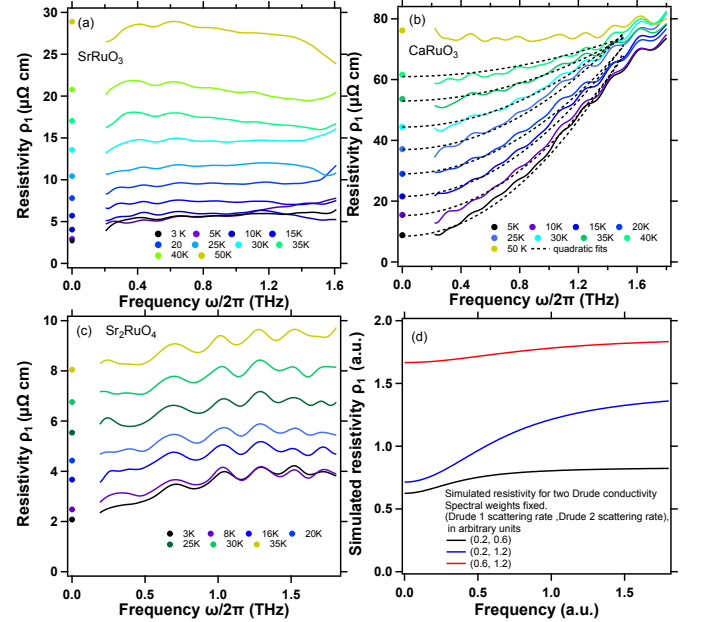 (a)
SrRuO3
Resistivity ρ1 (μΩ cm)
30
25
20
15
10
5
0
3 K 5K 10K 15K
20 25K 30K 35K
40K 50K
0.0 0.4 0.8 1.2 1.6
Frequency ω/2π (THz)
(b)
CaRuO3
Resistivity ρ1 (μΩ cm)
80
60
40
20
0
5K 10K 15K 20K
25K 30K 35K 40K
50 K quadratic fits
0.0 0.4 0.8 1.2 1.6
Frequency ω/2π (THz)
(c)
Sr2RuO4
Resistivity ρ1 (μΩ cm)
10
8
6
4
2
0
3K 8K 16K 20K
25K 30K 35K
0.0 0.5 1.0 1.5
Frequency ω/2π (THz)
(d)
Simulated resistivity ρ1 (a.u.)
2.0
1.5
1.0
0.5
0.0
Simulated resistivity for two Drude conductivity
Spectral weights fixed.
(Drude 1 scattering rate ,Drude 2 scattering rate),
in arbitrary units
(0.2, 0.6)
(0.2, 1.2)
(0.6, 1.2)
0.0 0.5 1.0 1.5
Frequency (a.u.)